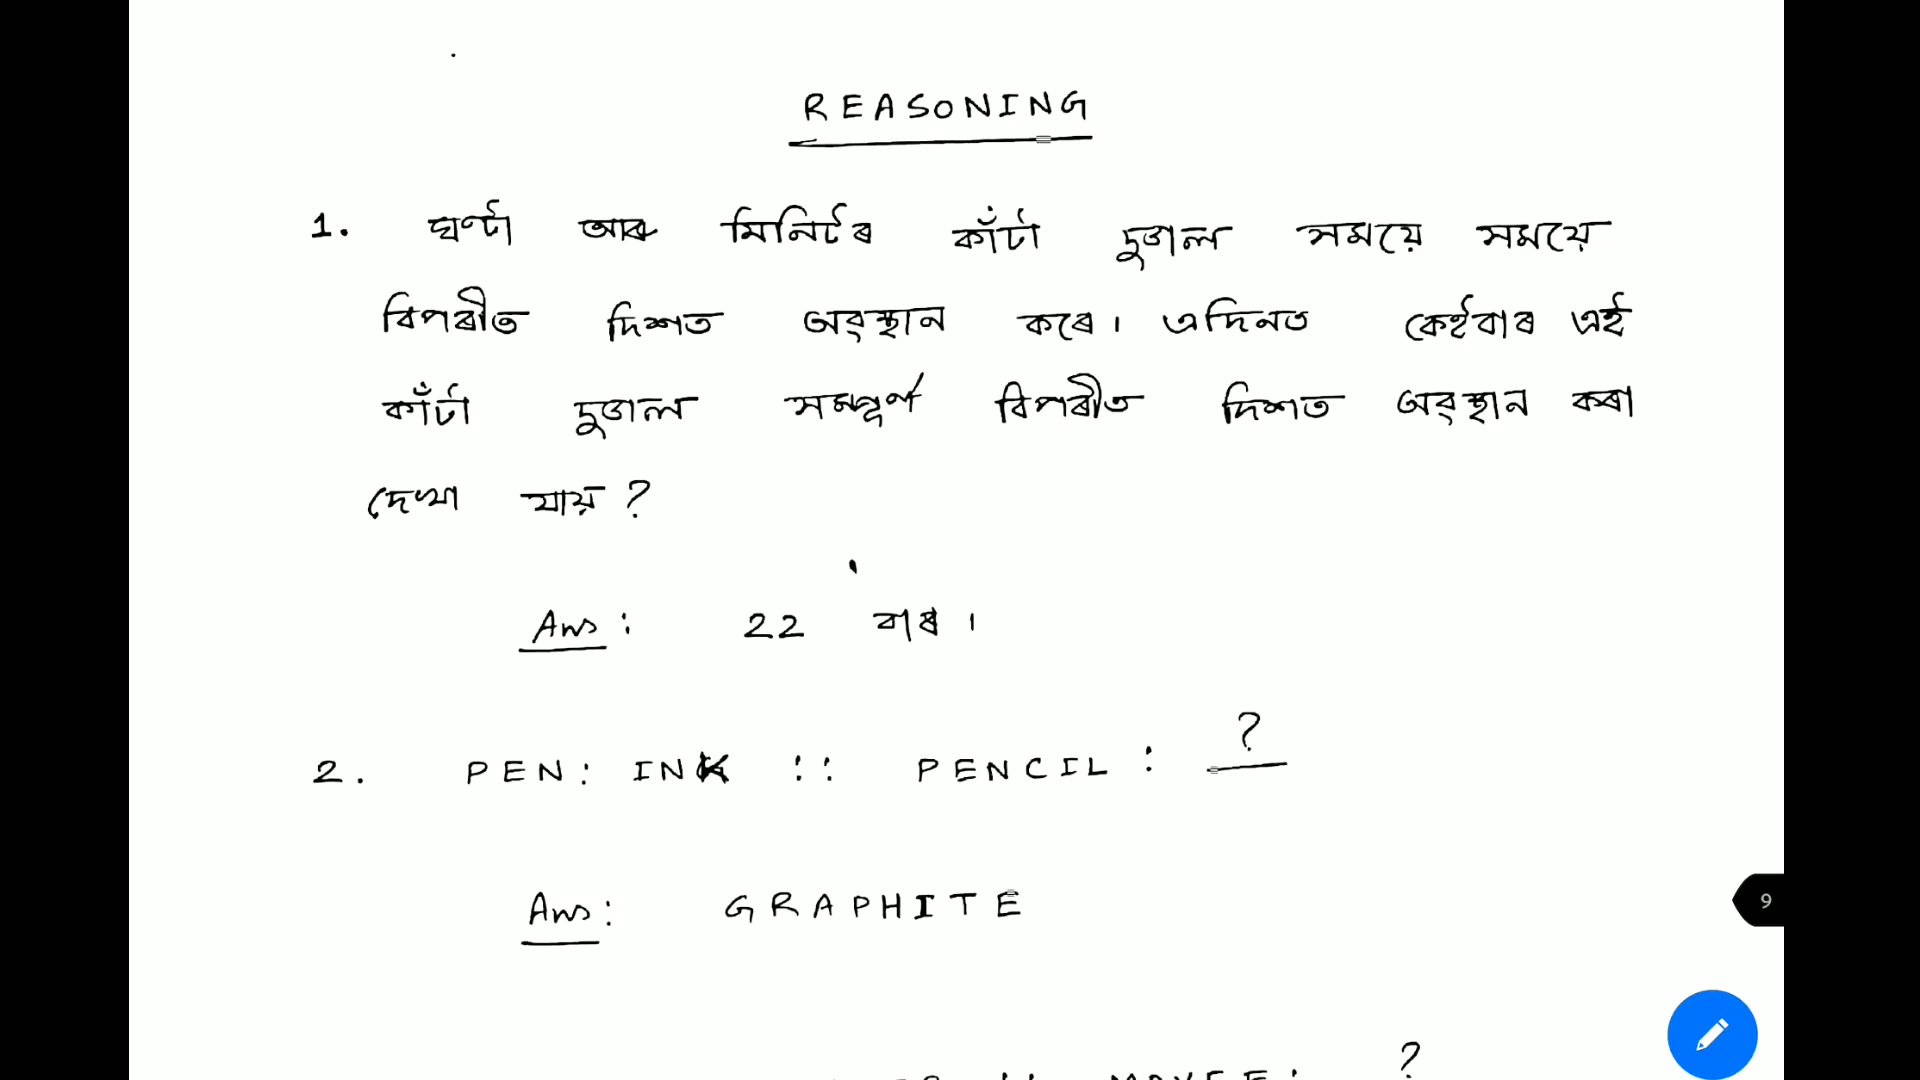 REASONING
1. ঘণ্টা আৰু মিনিটৰ কাঁটা দুডাল সময়ে সময়ে
বিপৰীত দিশত অৱস্থান কৰে। এদিনত কেইবাৰ এই
কাঁটা দুডাল সম্পূৰ্ণ বিপৰীত দিশত অৱস্থান কৰা
দেখা যায়?
Ans: 22 বাৰ।
2. PEN: INK :: PENCIL: ?
Ans: GRAPHITE
9
?